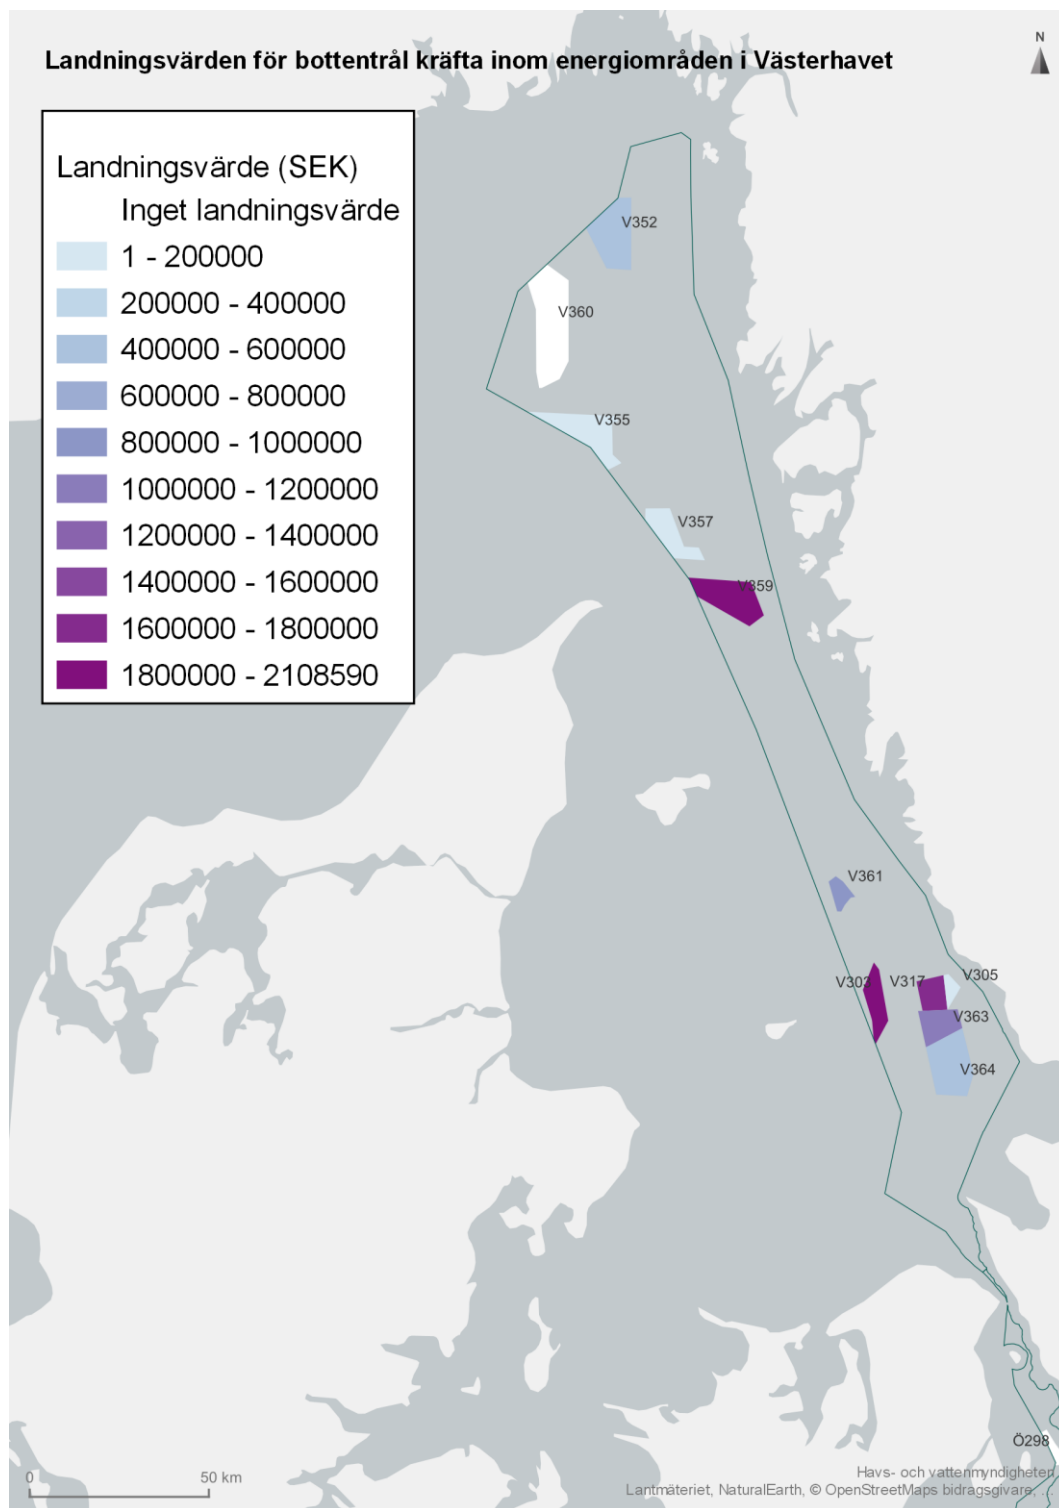 Landningsvärden för bottentrål kräfta inom energiområden i Västerhavet
N
Landningsvärde (SEK)
Inget landningsvärde
1 - 200000
200000 - 400000
400000 - 600000
600000 - 800000
800000 - 1000000
1000000 - 1200000
1200000 - 1400000
1400000 - 1600000
1600000 - 1800000
1800000 - 2108590
V352
V360
V355
V357
V359
V361
V303
V317
V305
V363
V364
Ö298
0 50 km
Havs- och vattenmyndigheten
Lantmäteriet, NaturalEarth, © OpenStreetMaps bidragsgivare, ...